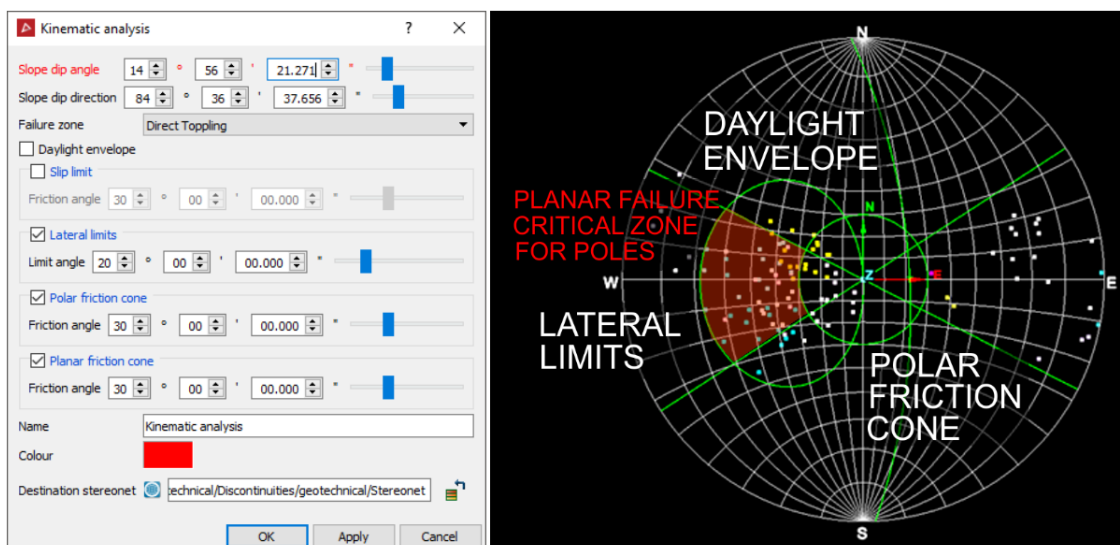 Kinematic analysis ? ×
Slope dip angle 14 ° 56 ' 21.271 "
Slope dip direction 84 ° 36 ' 37.656 "
Failure zone Direct Toppling
Daylight envelope
Slip limit
Friction angle 30 ° 00 ' 00.000 "
Lateral limits
Limit angle 20 ° 00 ' 00.000 "
Polar friction cone
Friction angle 30 ° 00 ' 00.000 "
Planar friction cone
Friction angle 30 ° 00 ' 00.000 "
Name Kinematic analysis
Colour
Destination stereonet technical/Discontinuities/geotechnical/Stereonet
OK Apply Cancel
N
DAYLIGHT
ENVELOPE
PLANAR FAILURE
CRITICAL ZONE
FOR POLES
N
W Z E E
LATERAL
LIMITS
POLAR
FRICTION
CONE
S